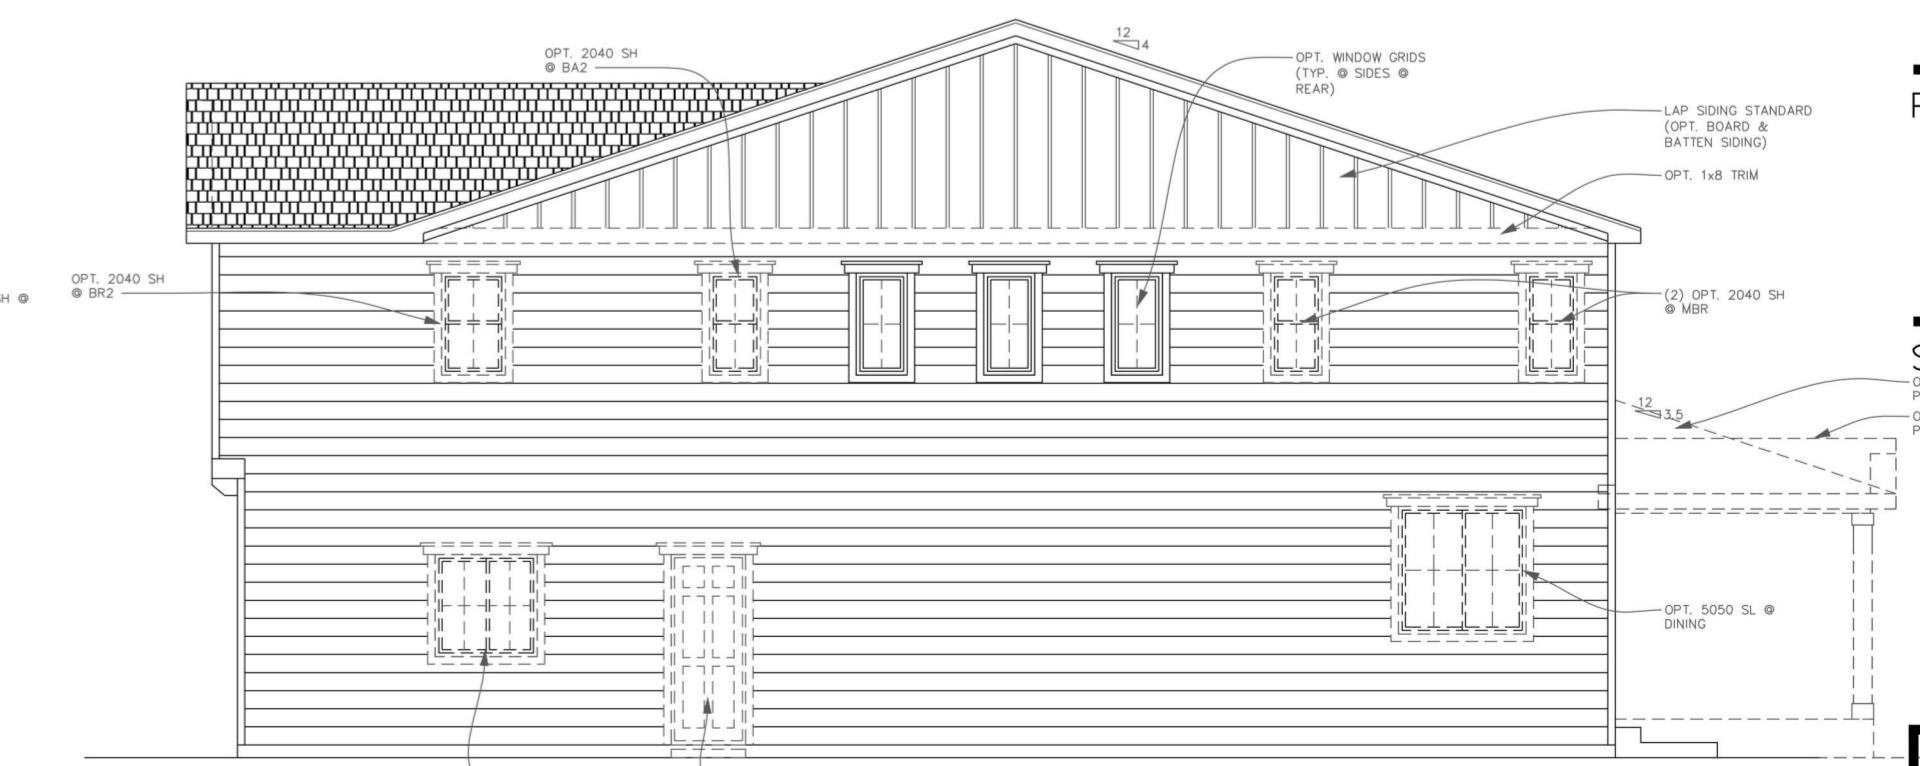 OPT. 2040 SH
@ BA2
12
4
OPT. WINDOW GRIDS
(TYP. @ SIDES @
REAR)
LAP SIDING STANDARD
(OPT. BOARD &
BATTEN SIDING)
OPT. 1x8 TRIM
OPT. 2040 SH
@ BR2
SH @
(2) OPT. 2040 SH
@ MBR
12
3.5
OPT. 5050 SL @
DINING